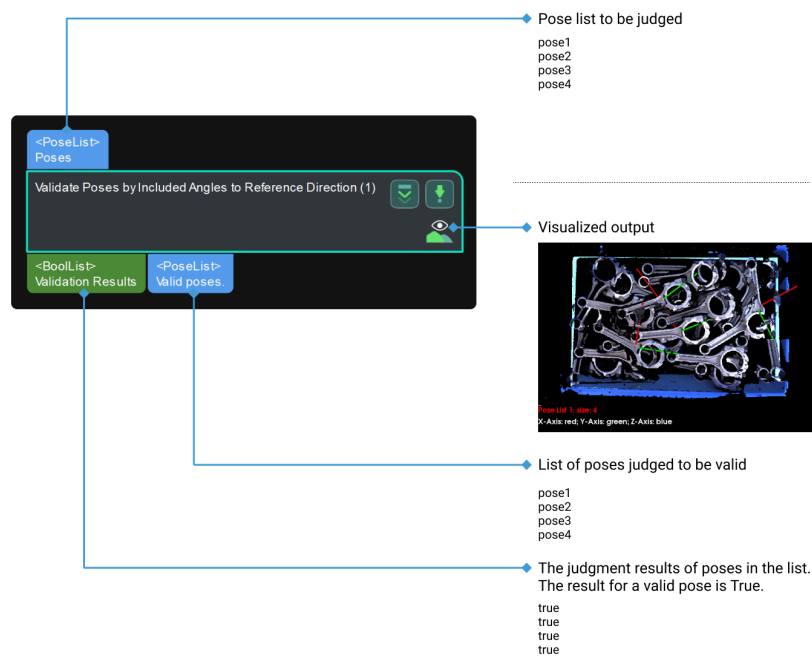 Pose list to be judged
pose1
pose2
pose3
pose4
<PoseList>
Poses
Validate Poses by Included Angles to Reference Direction (1)
Visualized output
<BoolList>
Validation Results
<PoseList>
Valid poses.
Pose List 1: size: 4
X-Axis: red; Y-Axis: green; Z-Axis: blue
List of poses judged to be valid
pose1
pose2
pose3
pose4
The judgment results of poses in the list.
The result for a valid pose is True.
true
true
true
true